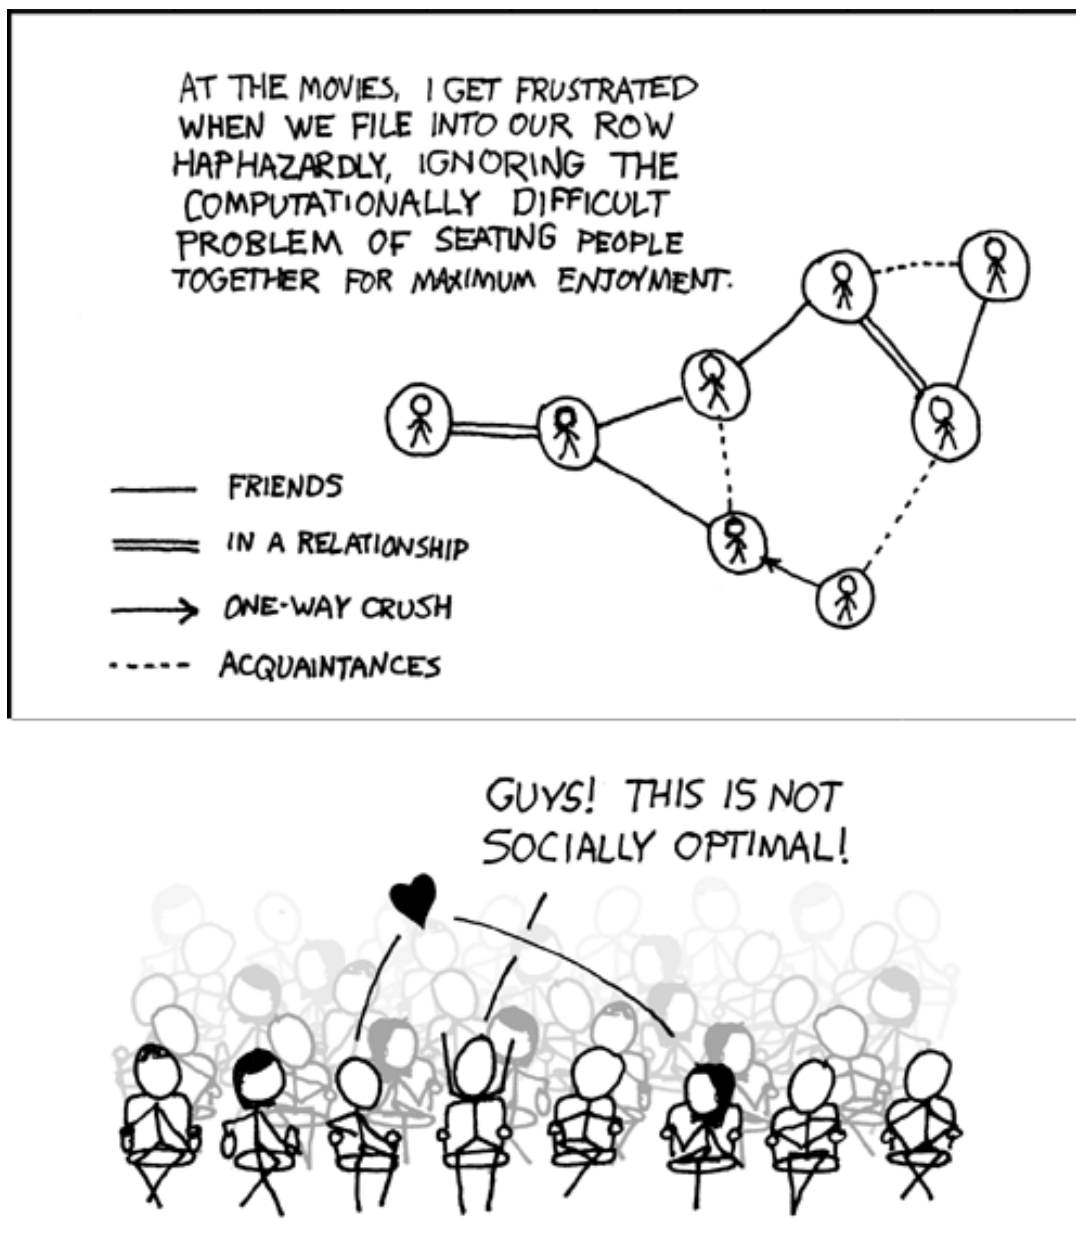 AT THE MOVIES, I GET FRUSTRATED
WHEN WE FILE INTO OUR ROW
HAPHAZARDLY, IGNORING THE
COMPUTATIONALLY DIFFICULT
PROBLEM OF SEATING PEOPLE
TOGETHER FOR MAXIMUM ENJOYMENT.
FRIENDS
IN A RELATIONSHIP
ONE-WAY CRUSH
ACQUAINTANCES
GUYS! THIS IS NOT
SOCIALLY OPTIMAL!